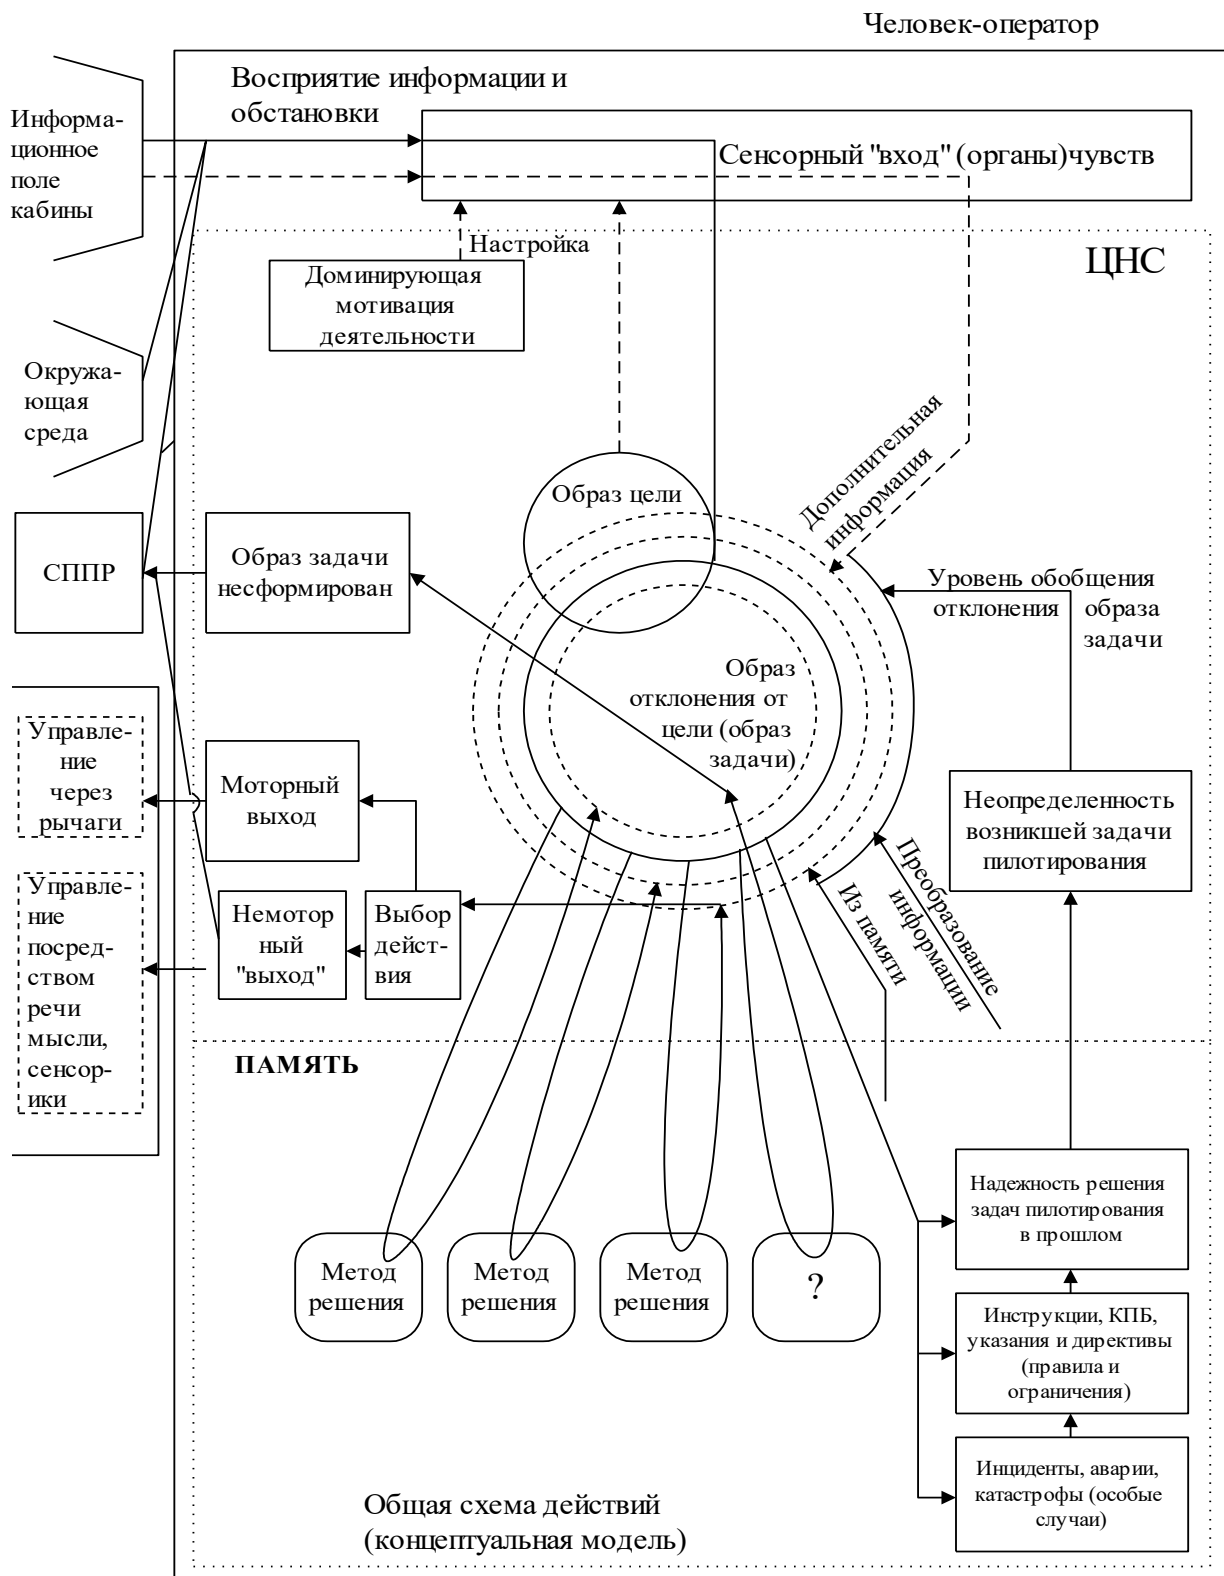 Человек-оператор
Восприятие информации и
обстановки
Информа-
ционное
поле
кабины
Сенсорный "вход" (органы)чувств
Настройка
ЦНС
Доминирующая
мотивация
деятельности
Окружа-
ющая
среда
Дополнительная
информация
Образ цели
СППР
Образ задачи
несформирован
Уровень обобщения
отклонения
образа
задачи
Образ
отклонения от
цели (образ
задачи)
Управле-
ние
через
рычаги
Моторный
выход
Неопределенность
возникшей задачи
пилотирования
Преобразование
информации
Из памяти
Управле-
ние
посред-
ством
речи
мысли,
сенсор-
ики
Немотор
ный
"выход"
Выбор
дейст-
вия
ПАМЯТЬ
Надежность решения
задач пилотирования
в прошлом
Метод
решения
Метод
решения
Метод
решения
?
Инструкции, КПБ,
указания и директивы
(правила и
ограничения)
Инциденты, аварии,
катастрофы (особые
случаи)
Общая схема действий
(концептуальная модель)